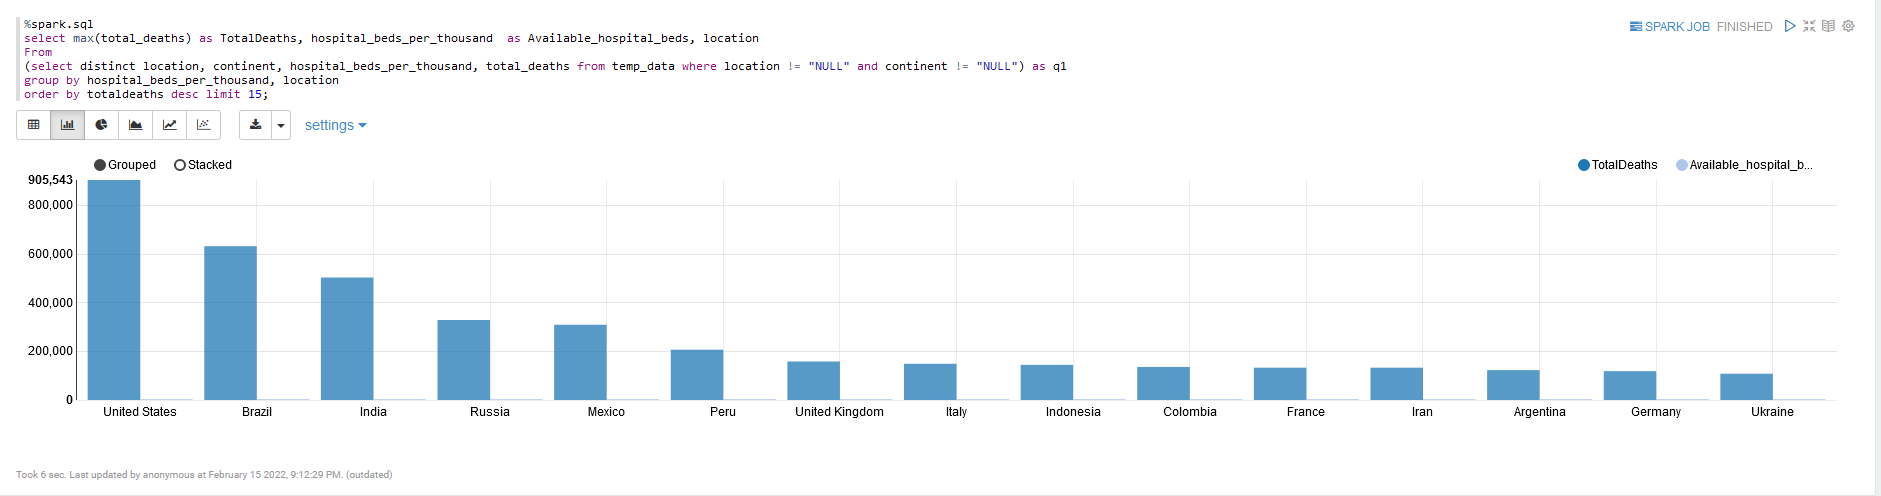 %spark.sql
select max(total_deaths) as TotalDeaths, hospital_beds_per_thousand  as Available_hospital_beds, location
From
(select distinct location, continent, hospital_beds_per_thousand, total_deaths from temp_data where location != "NULL" and continent != "NULL") as q1
group by hospital_beds_per_thousand, location
order by totaldeaths desc limit 15;
SPARK JOB FINISHED
settings
Grouped Stacked
TotalDeaths Available_hospital_b...
905,543
800,000
600,000
400,000
200,000
0
United States Brazil India Russia Mexico Peru United Kingdom Italy Indonesia Colombia France Iran Argentina Germany Ukraine
Took 6 sec. Last updated by anonymous at February 15 2022, 9:12:29 PM. (outdated)